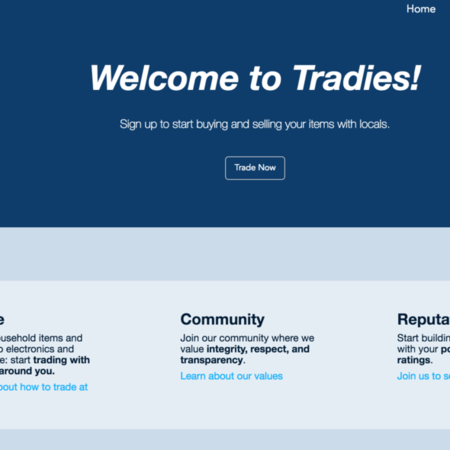 Home
Welcome to Tradies!
Sign up to start buying and selling your items with locals.
Trade Now
e
usehold items and
o electronics and
e: start trading with
around you.
bout how to trade at
Community
Join our community where we
value integrity, respect, and
transparency.
Learn about our values
Reputa
Start buildin
with your po
ratings.
Join us to s